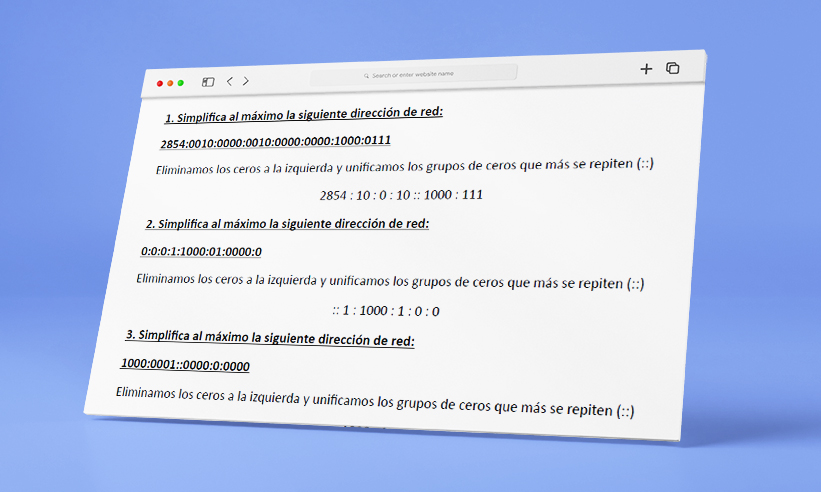 Search or enter website name
1. Simplifica al máximo la siguiente dirección de red:
2854:0010:0000:0010:0000:0000:1000:0111
Eliminamos los ceros a la izquierda y unificamos los grupos de ceros que más se repiten (::)
2854 : 10 : 0 : 10 :: 1000 : 111
2. Simplifica al máximo la siguiente dirección de red:
0:0:0:1:1000:01:0000:0
Eliminamos los ceros a la izquierda y unificamos los grupos de ceros que más se repiten (::)
:: 1 : 1000 : 1 : 0 : 0
3. Simplifica al máximo la siguiente dirección de red:
1000:0001::0000:0:0000
Eliminamos los ceros a la izquierda y unificamos los grupos de ceros que más se repiten (::)